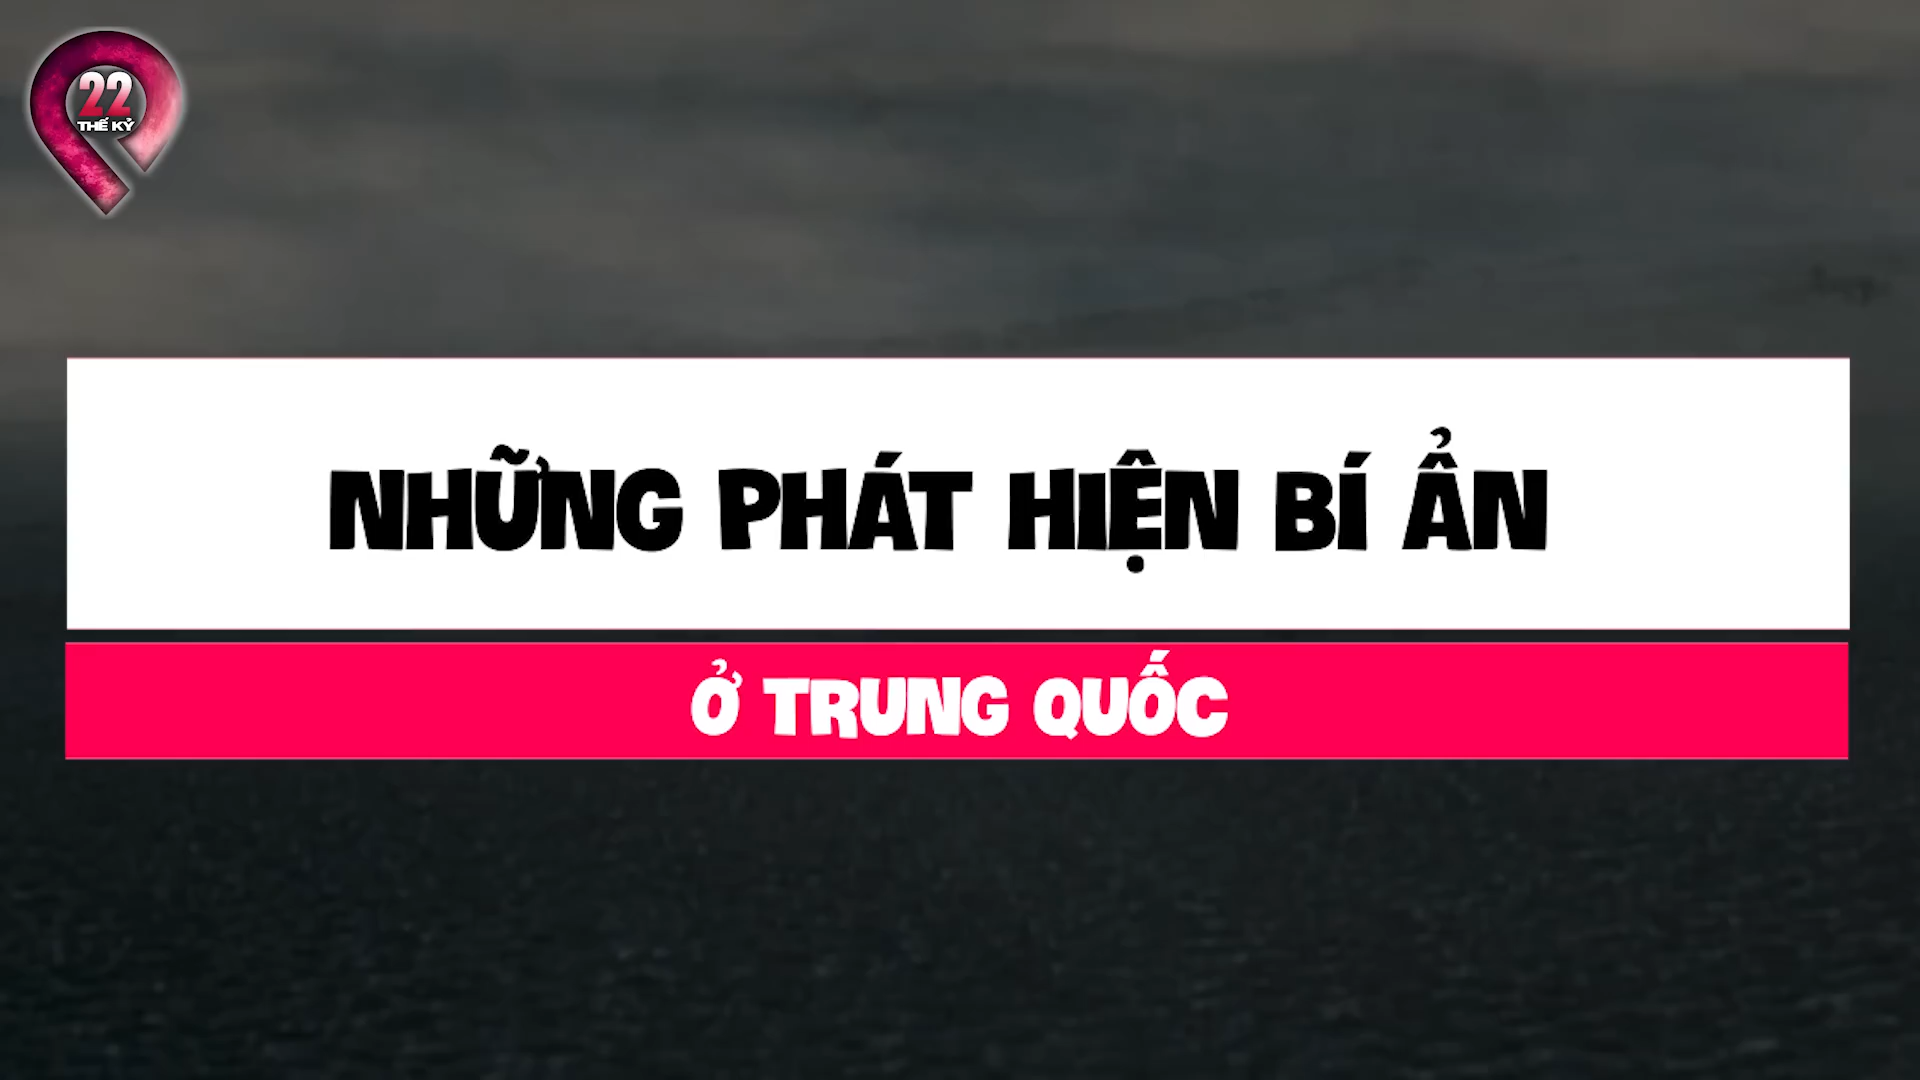 22
THẾ KỶ
NHỮNG PHÁT HIỆN BÍ ẨN
Ở TRUNG QUỐC